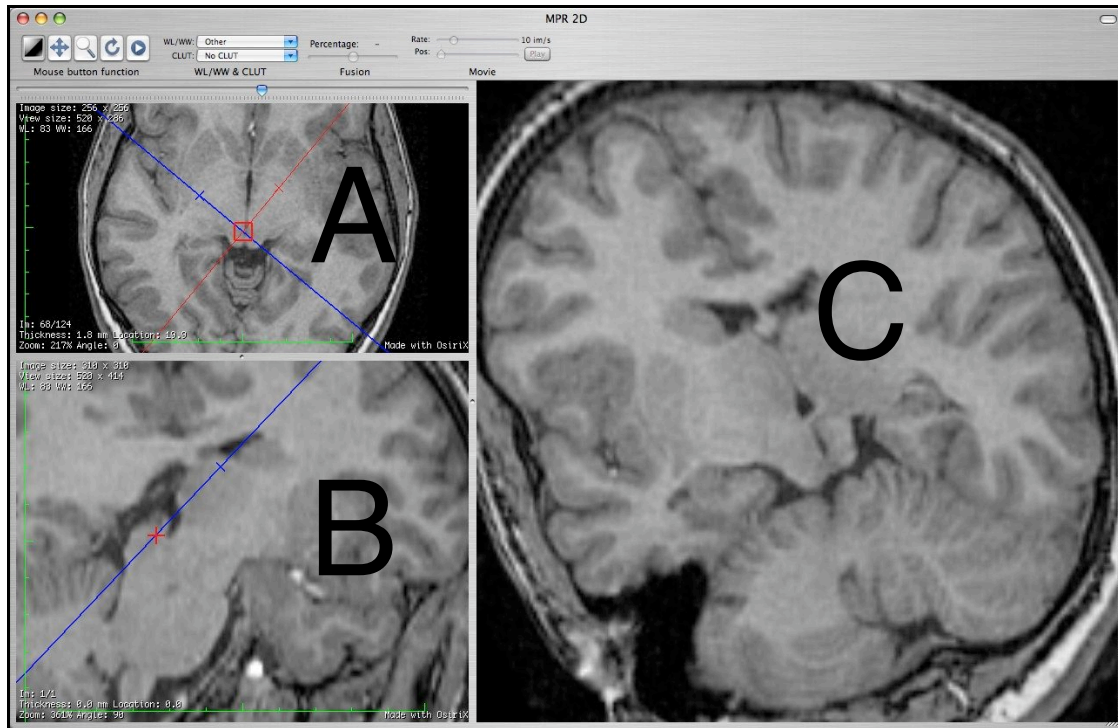 MPR 2D
WL/WW: Other
CLUT: No CLUT
Percentage: -
Rate: 10 im/s
Pos: Play
Mouse button function WL/WW & CLUT Fusion Movie
Image size: 256 x 256
View size: 520 x 286
WL: 83 WW: 166
A
Im: 68/124
Thickness: 1.8 mm Location: 19.9
Zoom: 217% Angle: 0
Made with OsiriX
Image size: 310 x 310
View size: 520 x 414
WL: 83 WW: 166
B
Im: 1/1
Thickness: 0.0 mm Location: 0.0
Zoom: 361% Angle: 90
Made with OsiriX
C